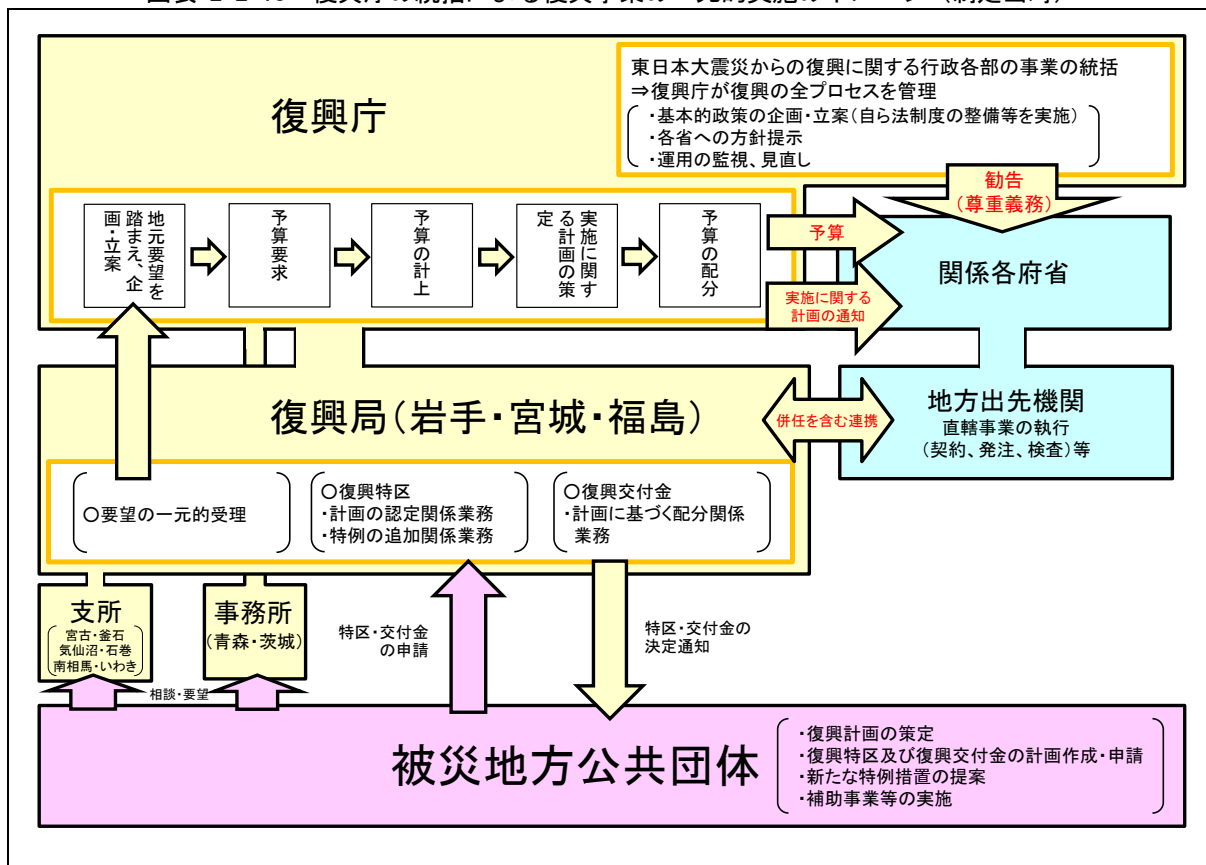 復興庁
東日本大震災からの復興に関する行政各部の事業の統括
⇒復興庁が復興の全プロセスを管理
・基本的政策の企画・立案(自ら法制度の整備等を実施)
・各省への方針提示
・運用の監視、見直し
勧告
(尊重義務)
地元要望を
踏まえ、企
画・立案
予算要求
予算の計上
実施に関す
る計画の策
定
予算の配分
予算
実施に関する
計画の通知
関係各府省
復興局(岩手・宮城・福島)
併任を含む連携
地方出先機関
直轄事業の執行
(契約、発注、検査)等
○要望の一元的受理
○復興特区
・計画の認定関係業務
・特例の追加関係業務
○復興交付金
・計画に基づく配分関係
業務
支所
宮古・釜石
気仙沼・石巻
南相馬・いわき
事務所
(青森・茨城)
特区・交付金
の申請
特区・交付金の
決定通知
相談・要望
被災地方公共団体
・復興計画の策定
・復興特区及び復興交付金の計画作成・申請
・新たな特例措置の提案
・補助事業等の実施